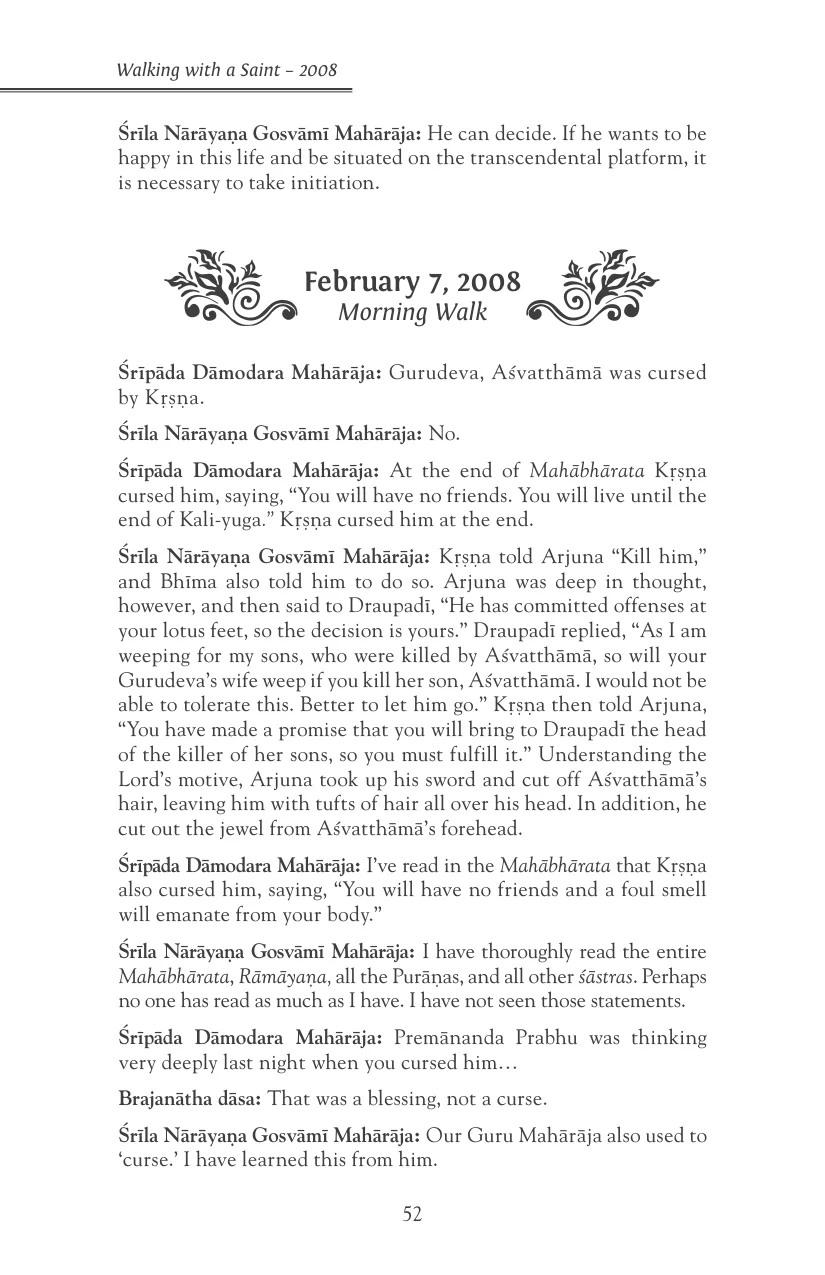 Walking with a Saint – 2008
Śrīla Nārāyaṇa Gosvāmī Mahārāja: He can decide. If he wants to be
happy in this life and be situated on the transcendental platform, it
is necessary to take initiation.
February 7, 2008
Morning Walk
Śrīpāda Dāmodara Mahārāja: Gurudeva, Aśvatthāmā was cursed
by Kṛṣṇa.
Śrīla Nārāyaṇa Gosvāmī Mahārāja: No.
Śrīpāda Dāmodara Mahārāja: At the end of Mahābhārata Kṛṣṇa
cursed him, saying, “You will have no friends. You will live until the
end of Kali-yuga.” Kṛṣṇa cursed him at the end.
Śrīla Nārāyaṇa Gosvāmī Mahārāja: Kṛṣṇa told Arjuna “Kill him,”
and Bhīma also told him to do so. Arjuna was deep in thought,
however, and then said to Draupadī, “He has committed offenses at
your lotus feet, so the decision is yours.” Draupadī replied, “As I am
weeping for my sons, who were killed by Aśvatthāmā, so will your
Gurudeva’s wife weep if you kill her son, Aśvatthāmā. I would not be
able to tolerate this. Better to let him go.” Kṛṣṇa then told Arjuna,
“You have made a promise that you will bring to Draupadī the head
of the killer of her sons, so you must fulfill it.” Understanding the
Lord’s motive, Arjuna took up his sword and cut off Aśvatthāmā’s
hair, leaving him with tufts of hair all over his head. In addition, he
cut out the jewel from Aśvatthāmā’s forehead.
Śrīpāda Dāmodara Mahārāja: I’ve read in the Mahābhārata that Kṛṣṇa
also cursed him, saying, “You will have no friends and a foul smell
will emanate from your body.”
Śrīla Nārāyaṇa Gosvāmī Mahārāja: I have thoroughly read the entire
Mahābhārata, Rāmāyaṇa, all the Purāṇas, and all other śāstras. Perhaps
no one has read as much as I have. I have not seen those statements.
Śrīpāda Dāmodara Mahārāja: Premānanda Prabhu was thinking
very deeply last night when you cursed him…
Brajanātha dāsa: That was a blessing, not a curse.
Śrīla Nārāyaṇa Gosvāmī Mahārāja: Our Guru Mahārāja also used to
‘curse.’ I have learned this from him.
52